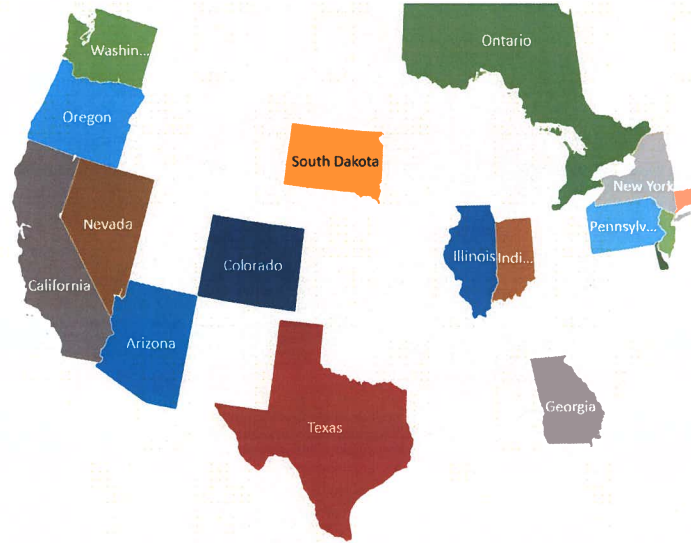 Washin...
Ontario
Oregon
South Dakota
New York
Nevada
Pennsylv...
Colorado
Illinois
Indi...
California
Arizona
Georgia
Texas